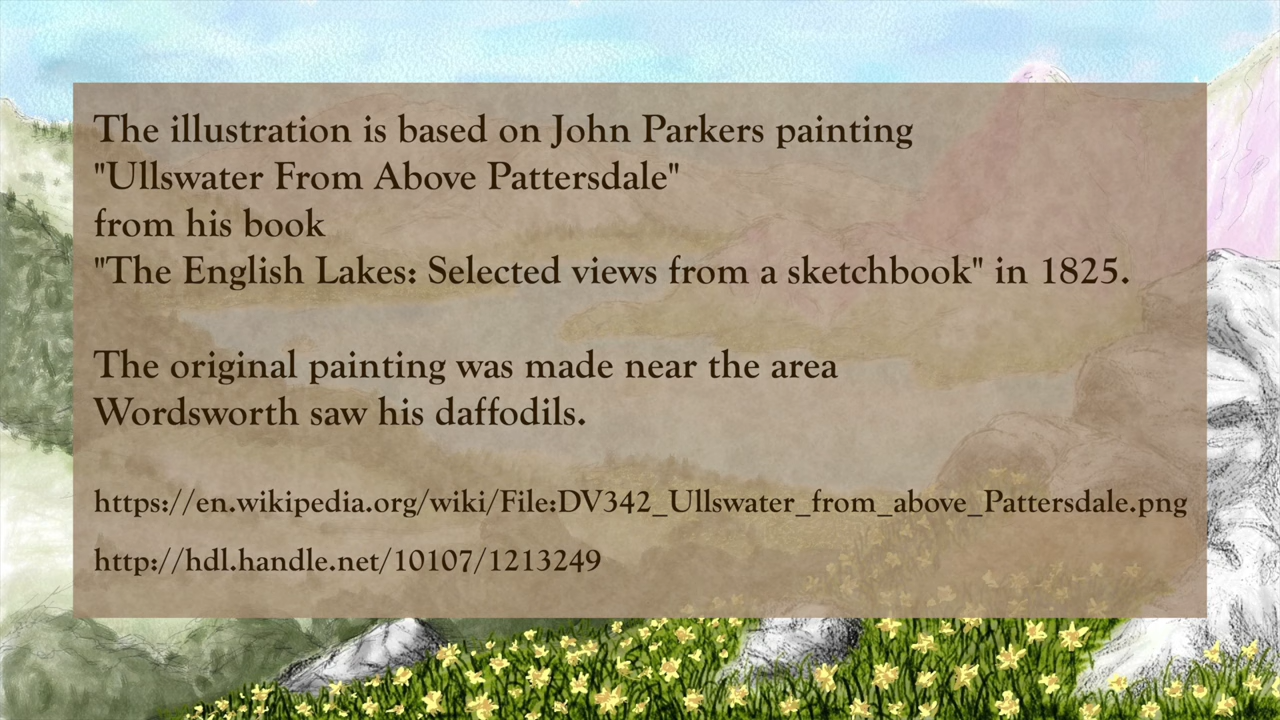 The illustration is based on John Parkers painting
"Ullswater From Above Pattersdale"
from his book
"The English Lakes: Selected views from a sketchbook" in 1825.
The original painting was made near the area
Wordsworth saw his daffodils.
https://en.wikipedia.org/wiki/File:DV342_Ullswater_from_above_Pattersdale.png
http://hdl.handle.net/10107/1213249